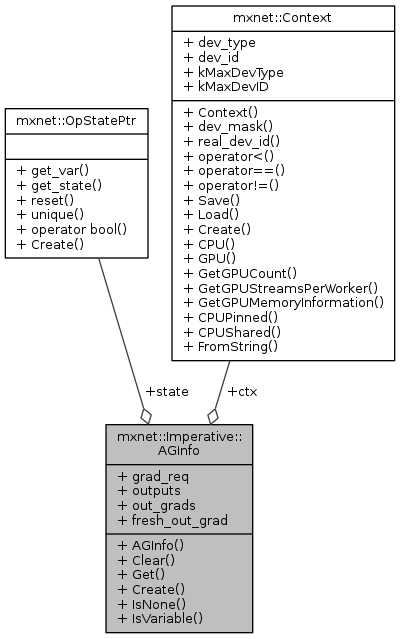 mxnet::Context
+ dev_type
+ dev_id
+ kMaxDevType
+ kMaxDevID
+ Context()
+ dev_mask()
+ real_dev_id()
+ operator<()
+ operator==()
+ operator!=()
+ Save()
+ Load()
+ Create()
+ CPU()
+ GPU()
+ GetGPUCount()
+ GetGPUStreamsPerWorker()
+ GetGPUMemoryInformation()
+ CPUPinned()
+ CPUShared()
+ FromString()
mxnet::OpStatePtr
+ get_var()
+ get_state()
+ reset()
+ unique()
+ operator bool()
+ Create()
+state
+ctx
mxnet::Imperative::
AGInfo
+ grad_req
+ outputs
+ out_grads
+ fresh_out_grad
+ AGInfo()
+ Clear()
+ Get()
+ Create()
+ IsNone()
+ IsVariable()